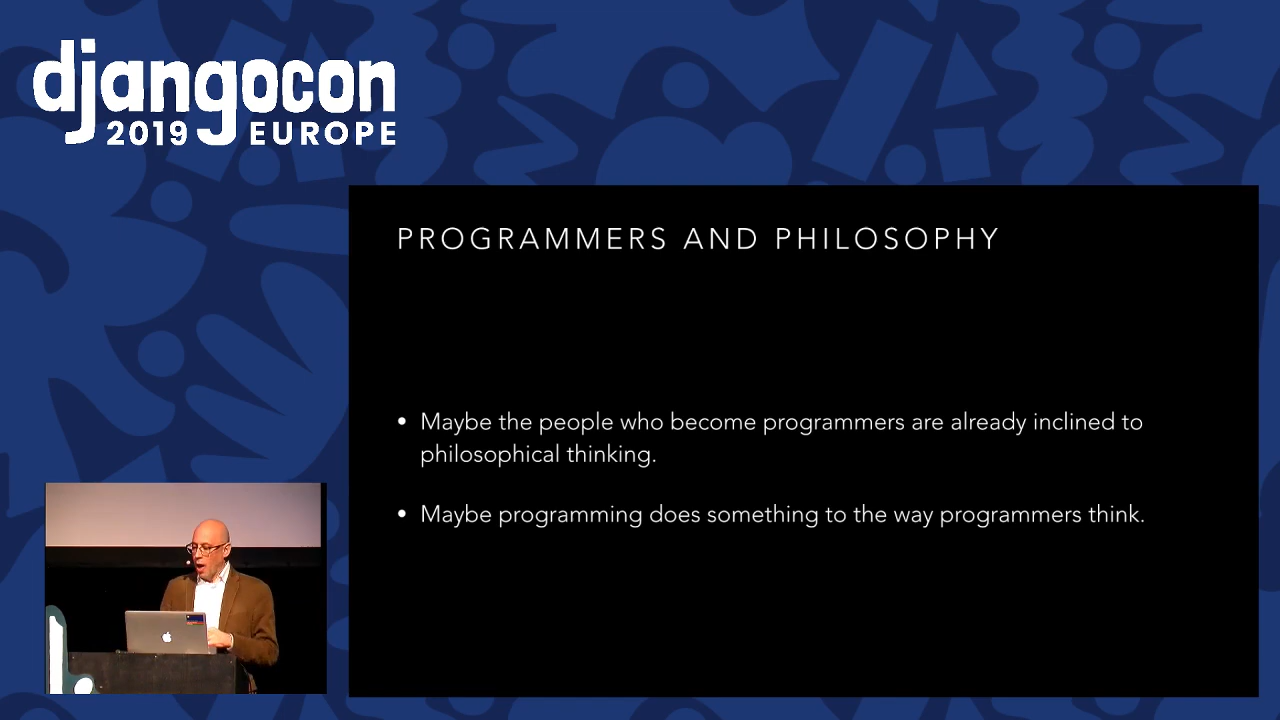 djangocon
2019 EUROPE
PROGRAMMERS AND PHILOSOPHY
• Maybe the people who become programmers are already inclined to
philosophical thinking.
• Maybe programming does something to the way programmers think.